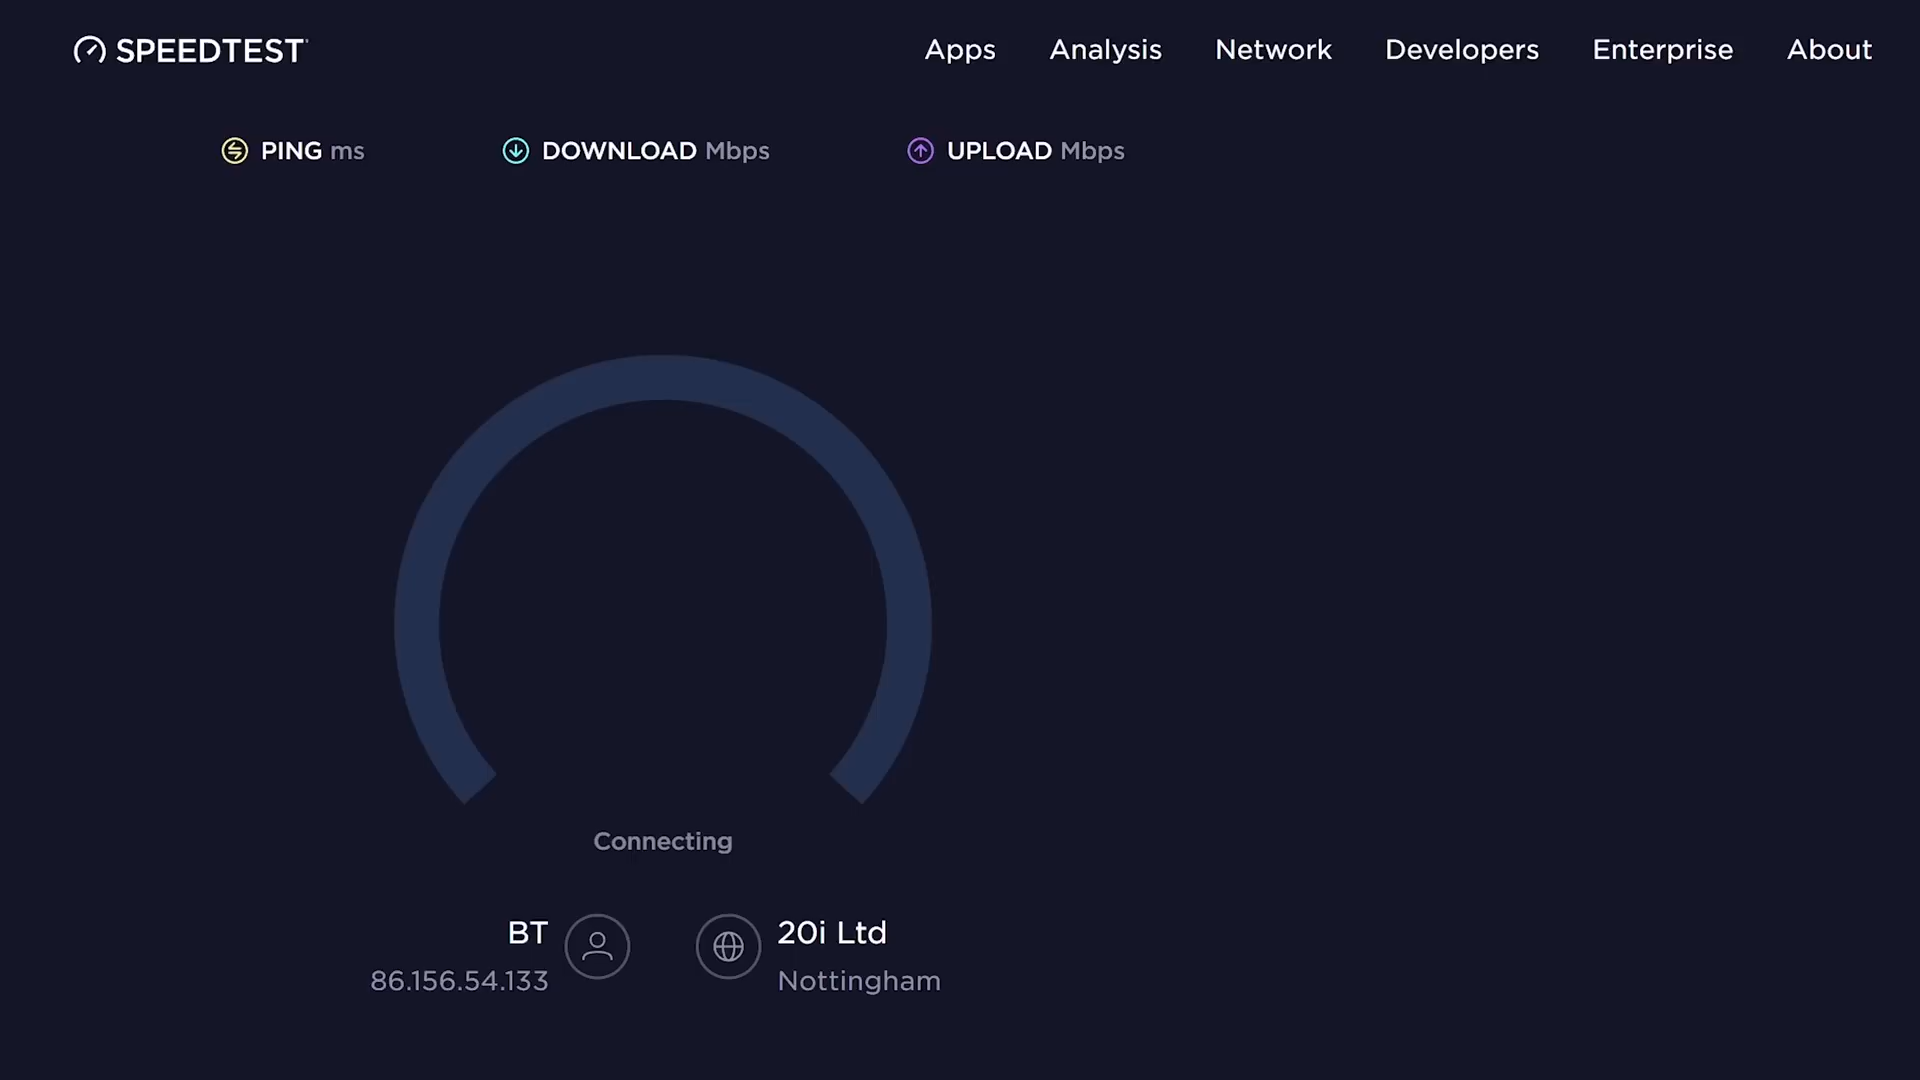 SPEEDTEST
Apps Analysis Network Developers Enterprise About
PING ms DOWNLOAD Mbps UPLOAD Mbps
Connecting
BT
86.156.54.133
20i Ltd
Nottingham